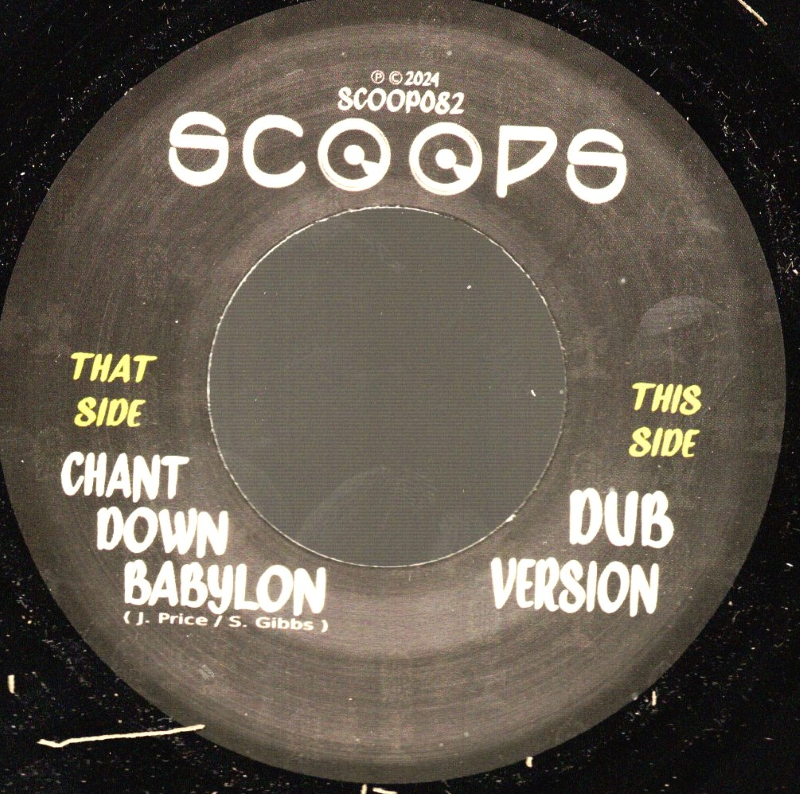 ℗ © 2024
SCOOP082
SCOOPS
THAT
SIDE
CHANT
DOWN
BABYLON
( J. Price / S. Gibbs )
THIS
SIDE
DUB
VERSION